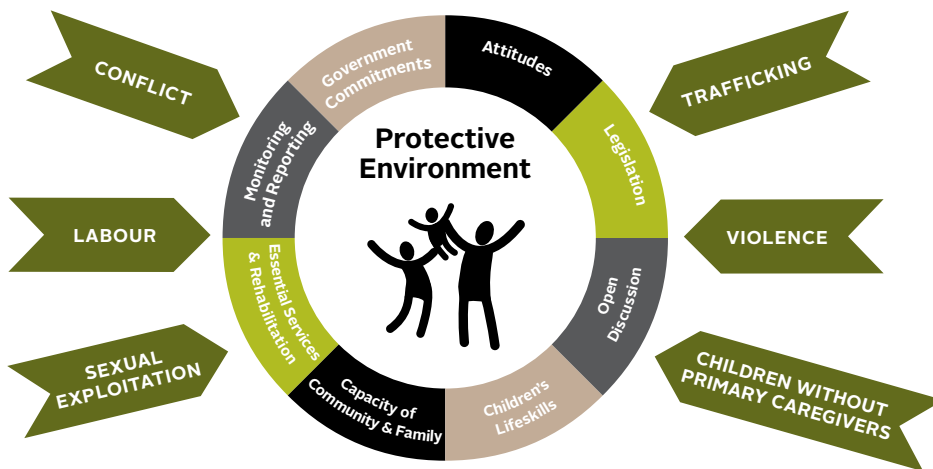 CONFLICT
LABOUR
SEXUAL
EXPLOITATION
Government
Commitments
Attitudes
Legislation
Open
Discussion
Children's
Lifeskills
Capacity of
Community & Family
Essential Services
& Rehabilitation
Monitoring
and Reporting
Protective
Environment
TRAFFICKING
VIOLENCE
CHILDREN WITHOUT
PRIMARY CAREGIVERS